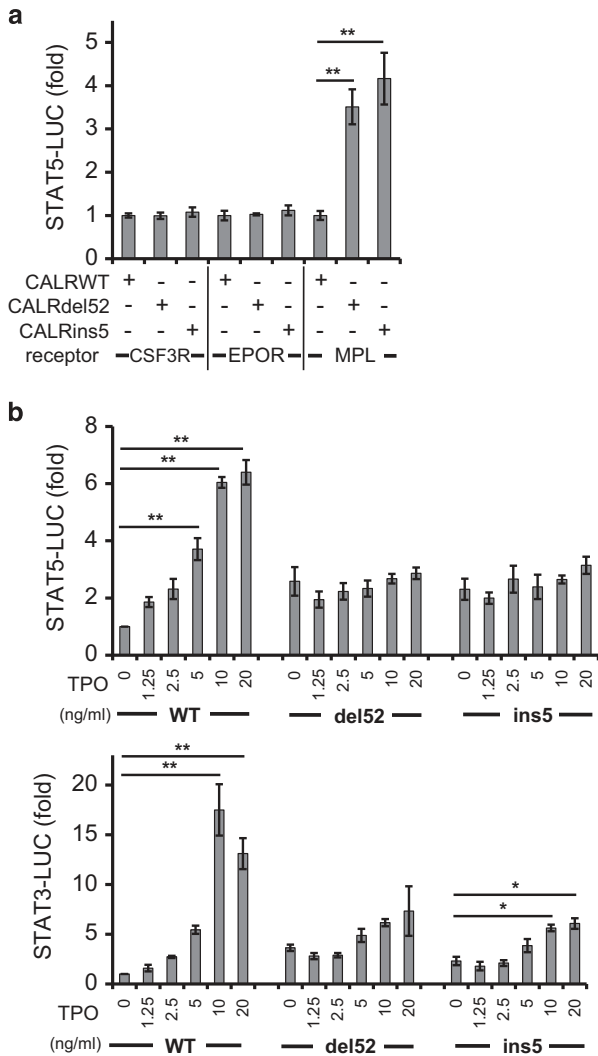 a
** 
**
STAT5-LUC (fold)
5
4
3
2
1
0
CALRWT + - - + - - + - -
CALRdel52 - + - - + - - + -
CALRins5 - - + - - + - - +
receptor CSF3R EPOR MPL
b
**
**
**
STAT5-LUC (fold)
8
6
4
2
0
TPO 0 1.25 2.5 5 10 20 0 1.25 2.5 5 10 20 0 1.25 2.5 5 10 20
(ng/ml) WT del52 ins5
**
**
*
*
STAT3-LUC (fold)
20
15
10
5
0
TPO 0 1.25 2.5 5 10 20 0 1.25 2.5 5 10 20 0 1.25 2.5 5 10 20
(ng/ml) WT del52 ins5